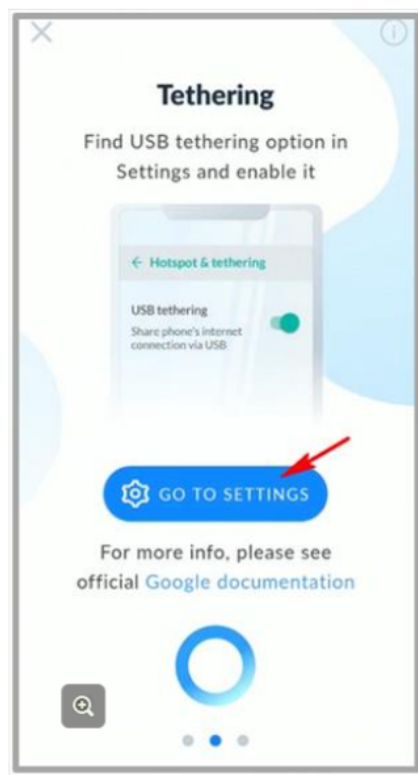 Tethering
Find USB tethering option in
Settings and enable it
← Hotspot & tethering
USB tethering
Share phone's internet
connection via USB
GO TO SETTINGS
For more info, please see
official Google documentation